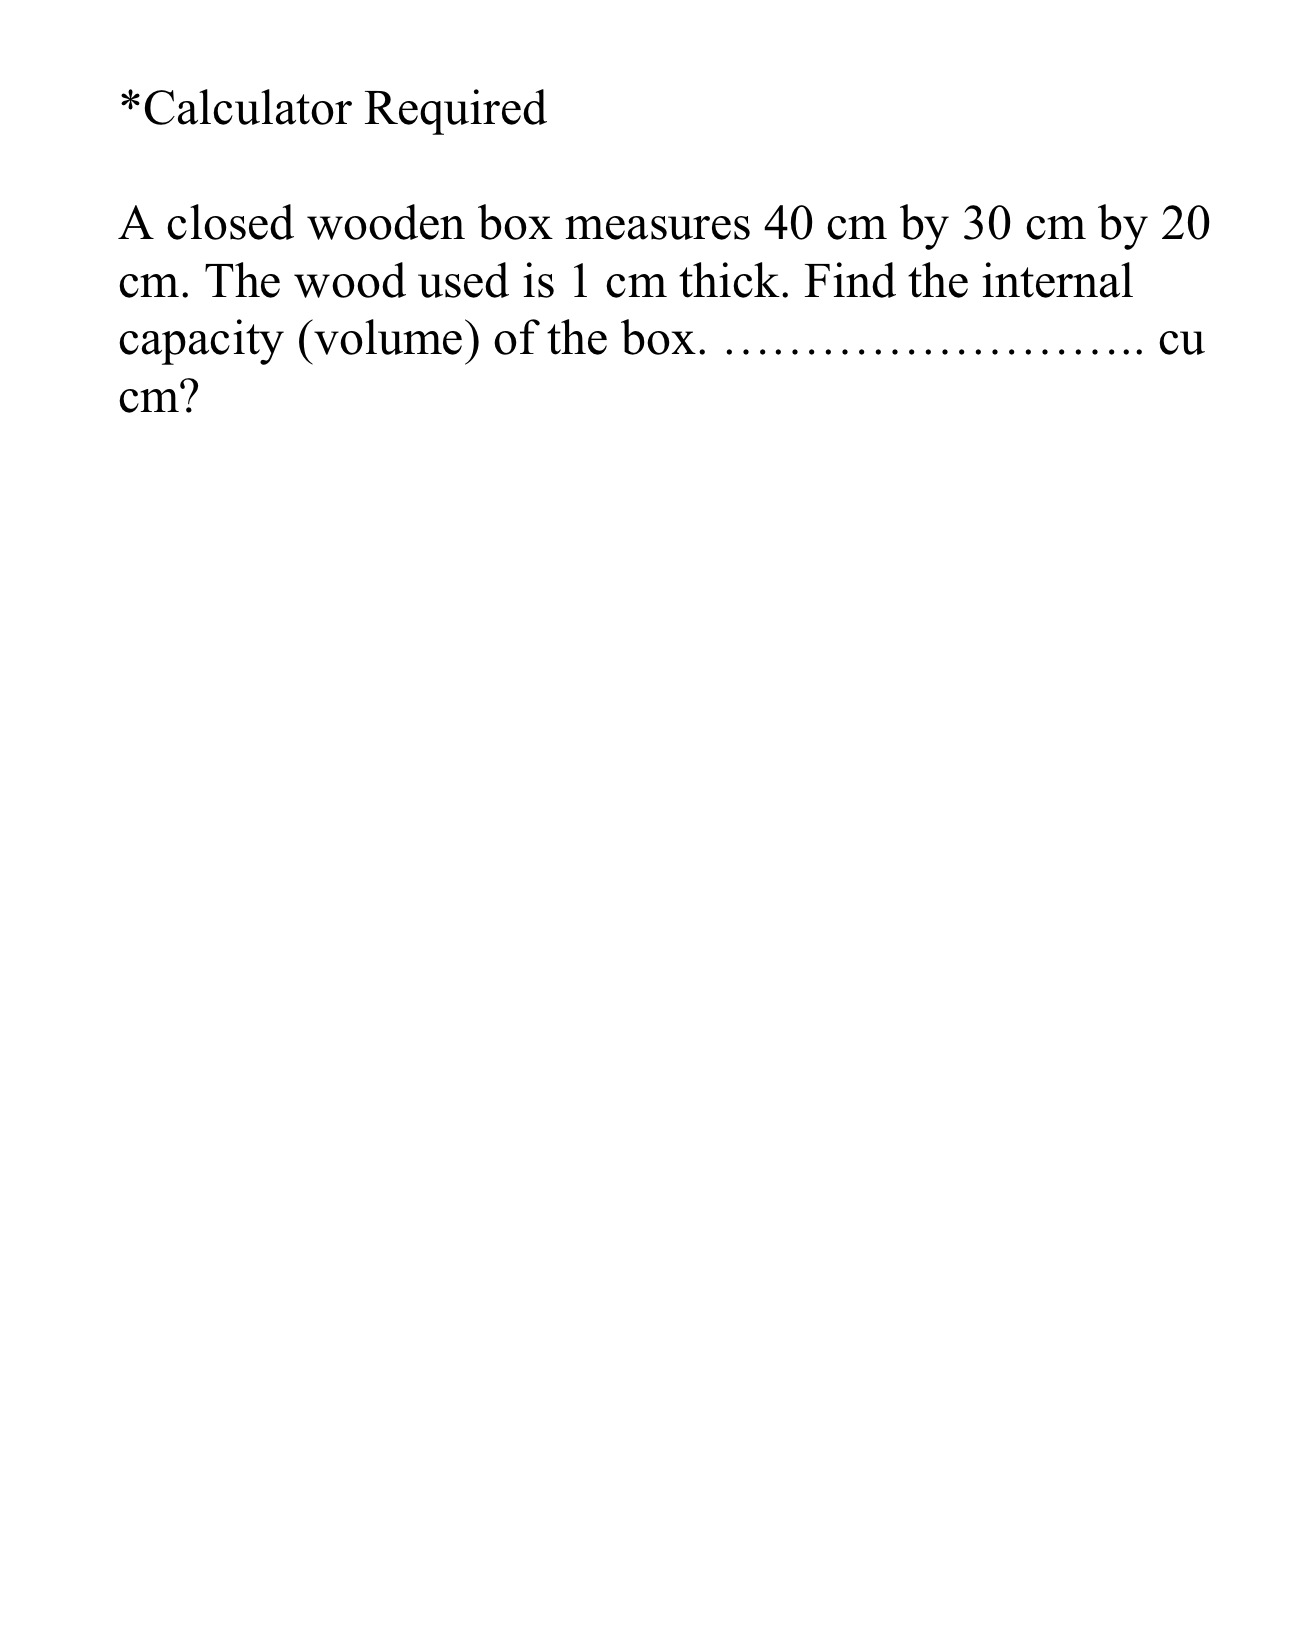 *Calculator Required
A closed wooden box measures 40 cm by 30 cm by 20
cm. The wood used is 1 cm thick. Find the internal
capacity (volume) of the box. …………………….. cu
cm?